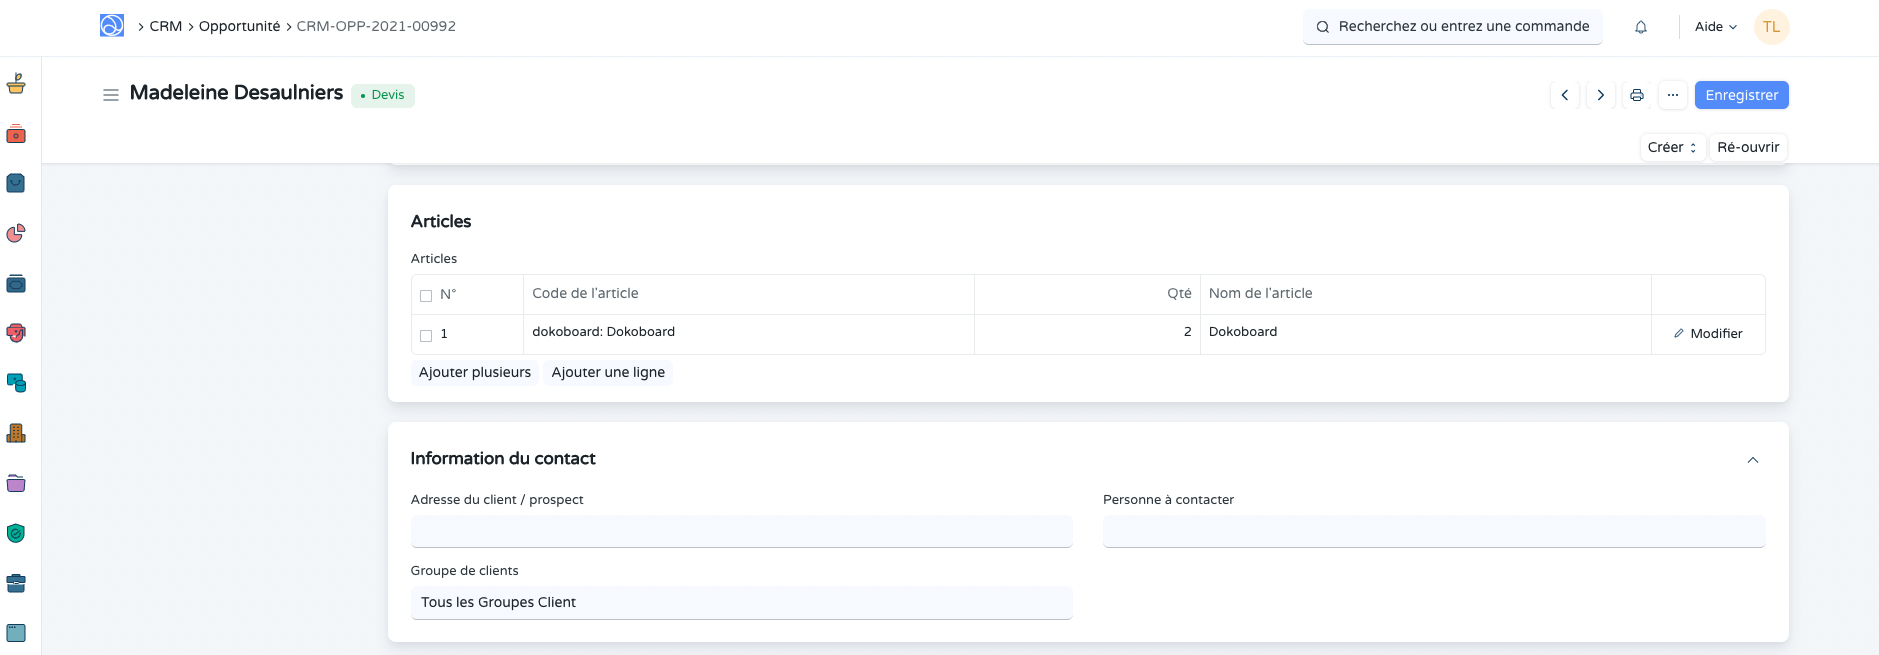 CRM Opportunité CRM-OPP-2021-00992
Recherchez ou entrez une commande
Aide
TL
Madeleine Desaulniers
Devis
Enregistrer
Créer
Ré-ouvrir
Articles
Articles
N° Code de l'article Qté Nom de l'article
1 dokoboard: Dokoboard 2 Dokoboard Modifier
Ajouter plusieurs Ajouter une ligne
Information du contact
Adresse du client / prospect Personne à contacter
Groupe de clients
Tous les Groupes Client